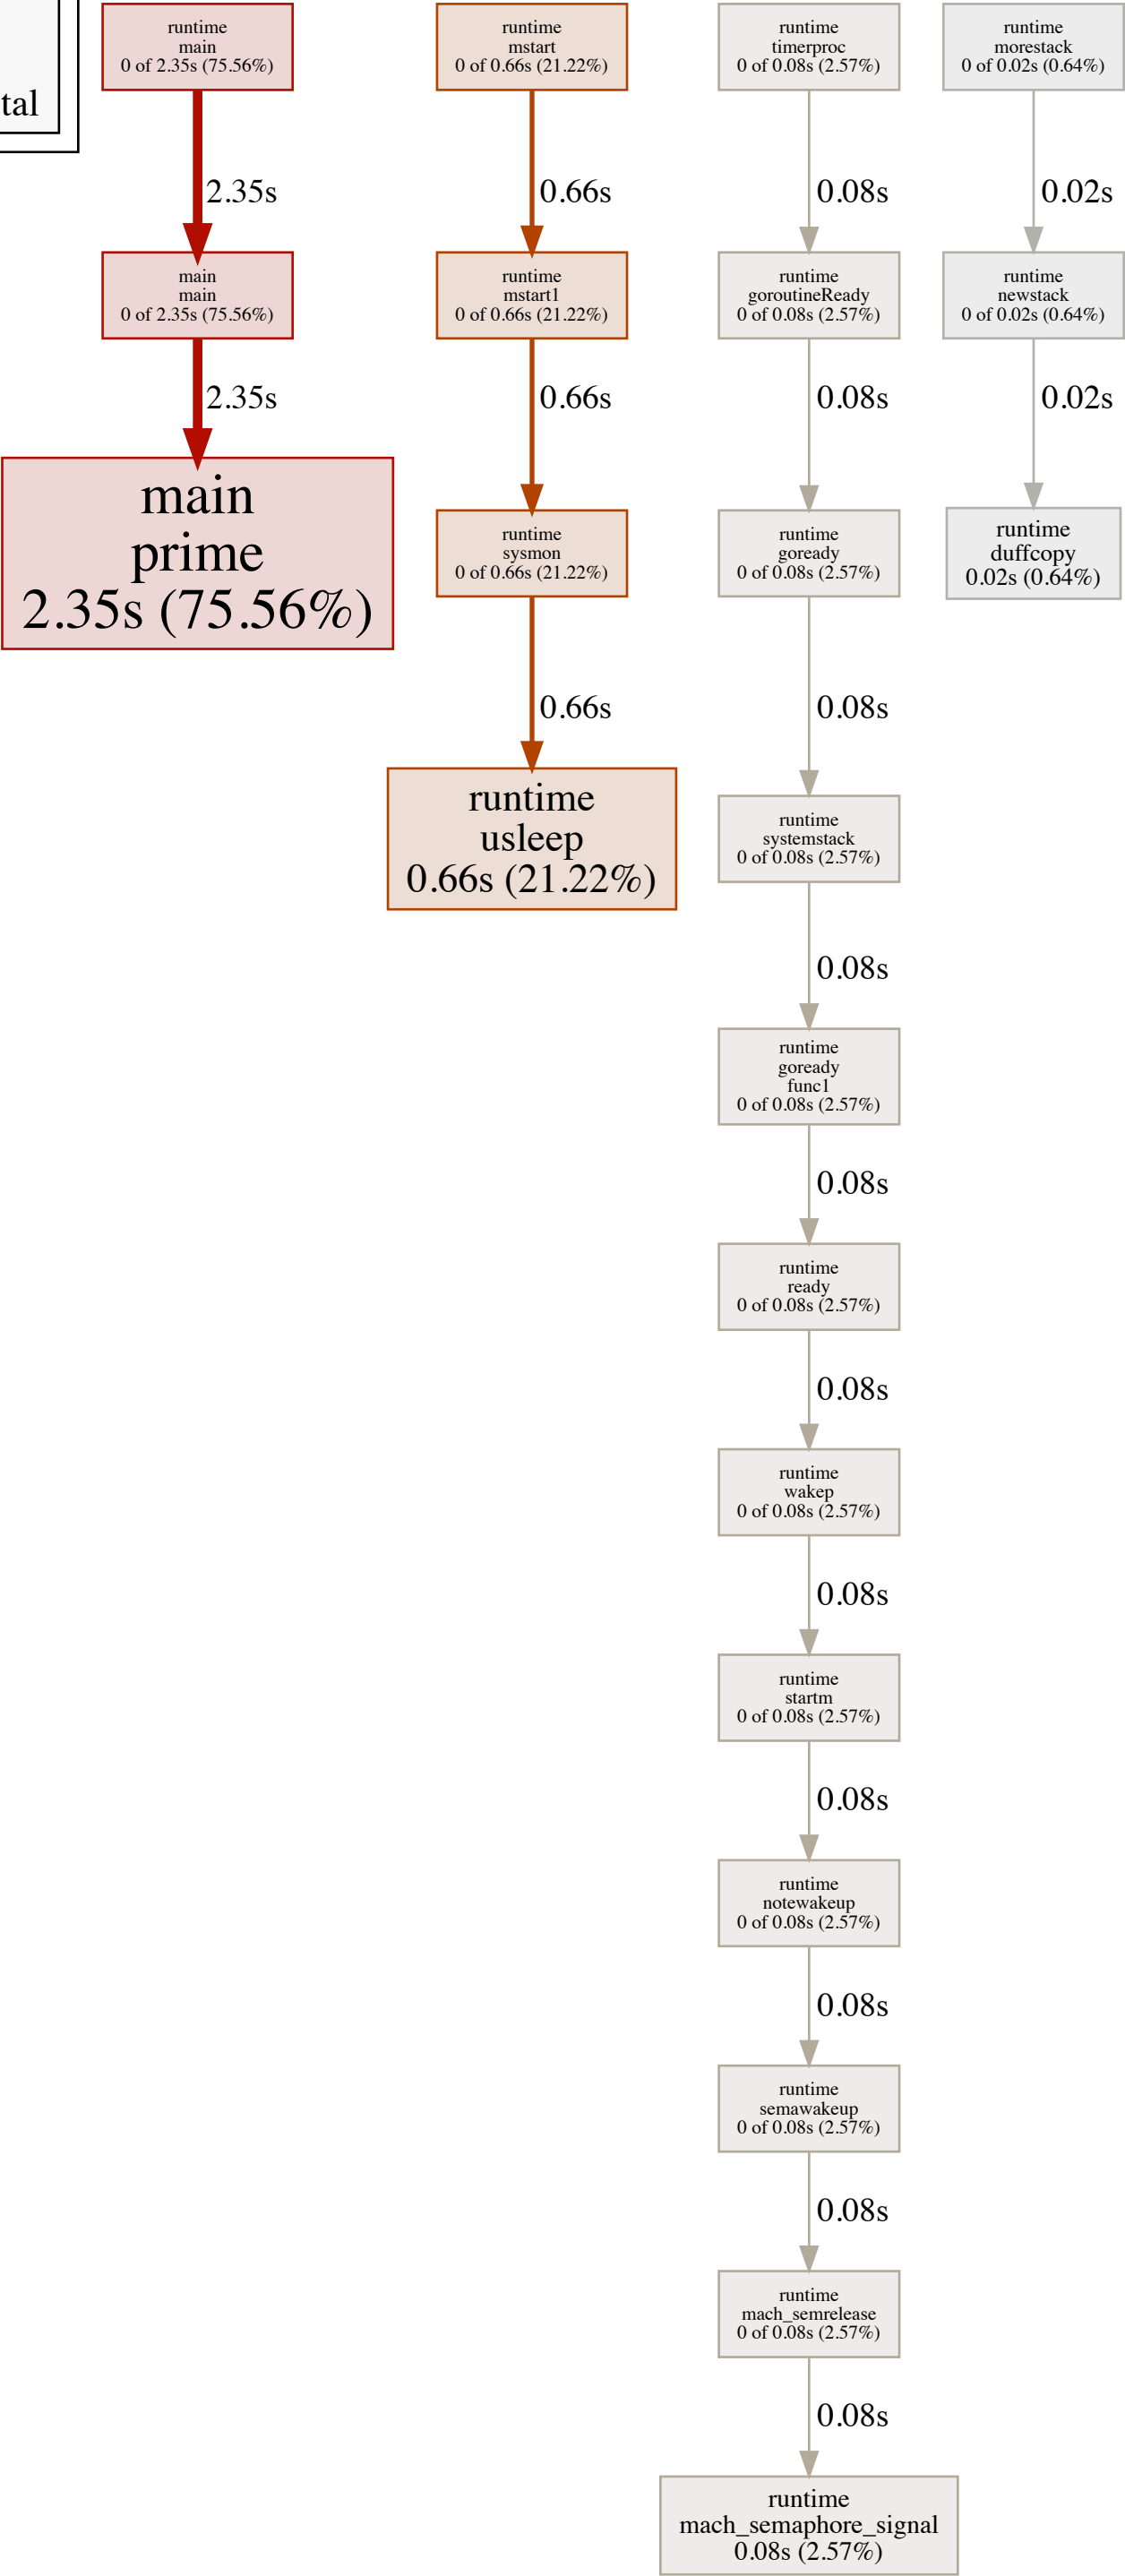 tal
runtime
main
0 of 2.35s (75.56%)
2.35s
main
main
0 of 2.35s (75.56%)
2.35s
main
prime
2.35s (75.56%)
runtime
mstart
0 of 0.66s (21.22%)
0.66s
runtime
mstart1
0 of 0.66s (21.22%)
0.66s
runtime
sysmon
0 of 0.66s (21.22%)
0.66s
runtime
usleep
0.66s (21.22%)
runtime
timerproc
0 of 0.08s (2.57%)
0.08s
runtime
goroutineReady
0 of 0.08s (2.57%)
0.08s
runtime
goready
0 of 0.08s (2.57%)
0.08s
runtime
systemstack
0 of 0.08s (2.57%)
0.08s
runtime
goready
func1
0 of 0.08s (2.57%)
0.08s
runtime
ready
0 of 0.08s (2.57%)
0.08s
runtime
wakep
0 of 0.08s (2.57%)
0.08s
runtime
startm
0 of 0.08s (2.57%)
0.08s
runtime
notewakeup
0 of 0.08s (2.57%)
0.08s
runtime
semawakeup
0 of 0.08s (2.57%)
0.08s
runtime
mach_semrelease
0 of 0.08s (2.57%)
0.08s
runtime
mach_semaphore_signal
0.08s (2.57%)
runtime
morestack
0 of 0.02s (0.64%)
0.02s
runtime
newstack
0 of 0.02s (0.64%)
0.02s
runtime
duffcopy
0.02s (0.64%)